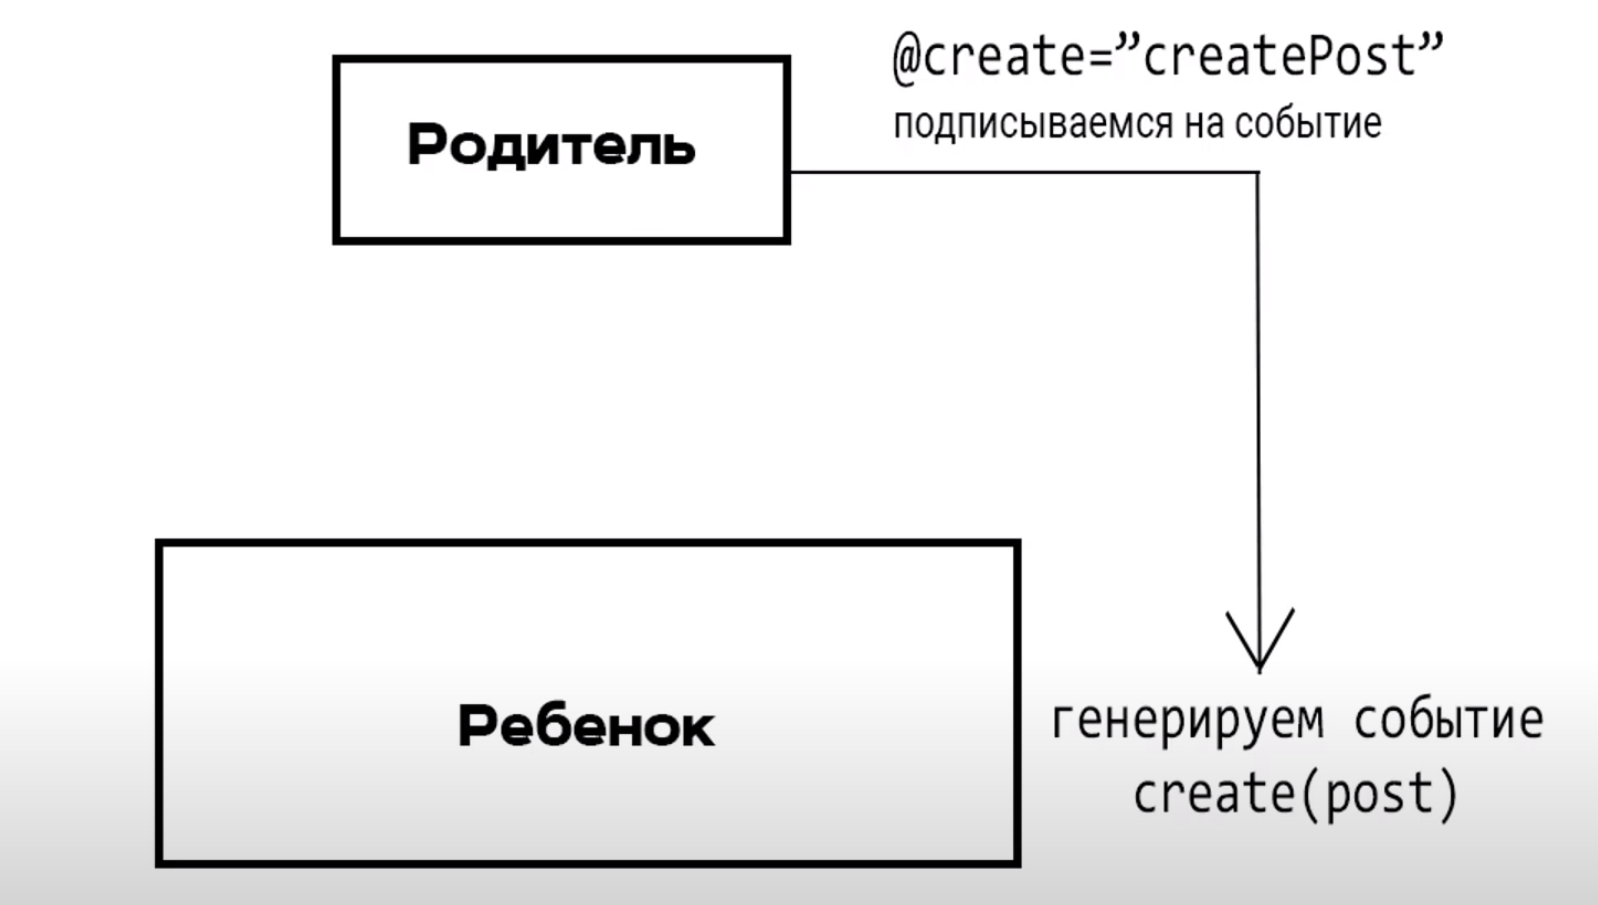 @create=”createPost”
подписываемся на событие
Родитель
Ребенок
генерируем событие
create(post)